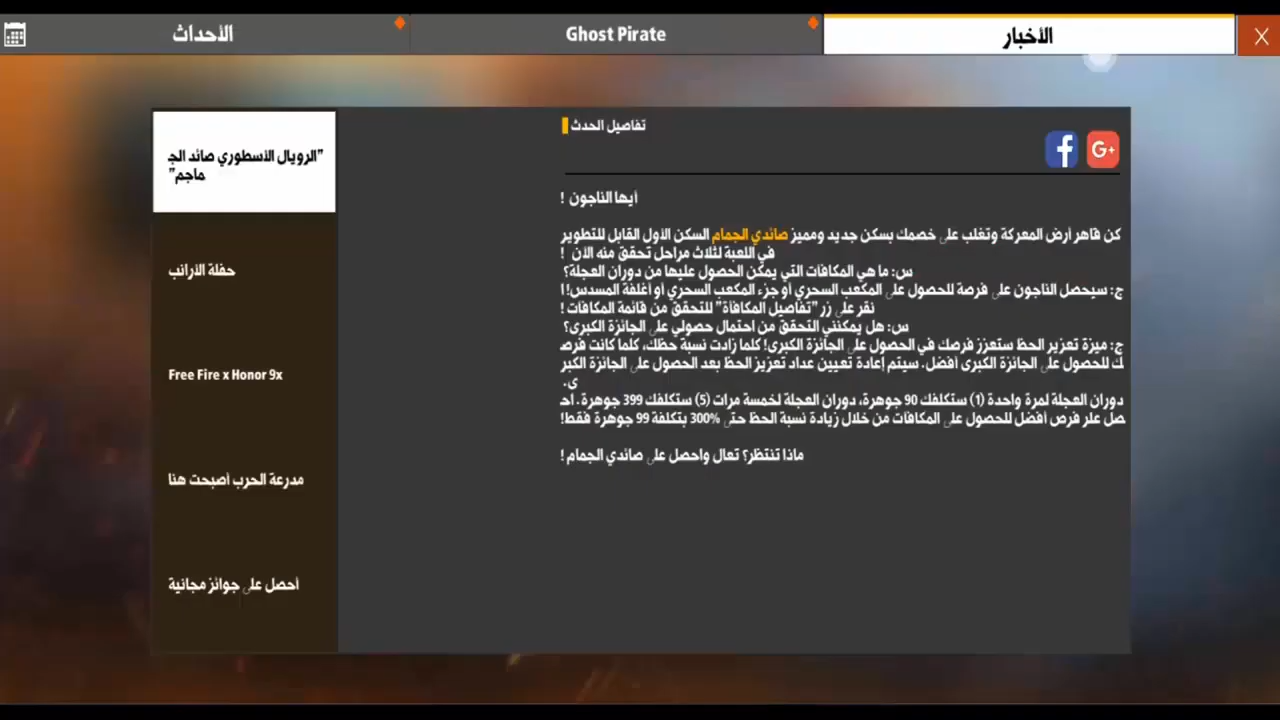 الأخبار
Ghost Pirate
الأحداث
X
"الرويال الأسطوري صائد الج
ماجم"
حفلة الأرانب
Free Fire x Honor 9x
مدرعة الحرب أصبحت هنا
أحصل على جوائز مجانية
تفاصيل الحدث
f
G+
أيها الناجون !
كن قاهر أرض المعركة وتغلب على خصمك بسكن جديد ومميز صائدي الجمام السكن الأول القابل للتطوير
في اللعبة لثلاث مراحل تحقق منه الآن !
س: ما هي المكافآت التي يمكن الحصول عليها من دوران العجلة؟
ج: سيحصل الناجون على فرصة للحصول على المكعب السحري أو جزء المكعب السحري أو أغلفة المسدس! ا
نقر على زر "تفاصيل المكافأة" للتحقق من قائمة المكافآت !
س: هل يمكنني التحقق من احتمال حصولي على الجائزة الكبرى؟
ج: ميزة تعزيز الحظ ستعزز فرصك في الحصول على الجائزة الكبرى! كلما زادت نسبة حظك، كلما كانت فرص
ك للحصول على الجائزة الكبرى أفضل. سيتم إعادة تعيين عداد تعزيز الحظ بعد الحصول على الجائزة الكبر
ى.
دوران العجلة لمرة واحدة (1) ستكلفك 90 جوهرة، دوران العجلة لخمسة مرات (5) ستكلفك 399 جوهرة. اح
صل علر فرص أفضل للحصول على المكافآت من خلال زيادة نسبة الحظ حتى 300% بتكلفة 99 جوهرة فقط!
ماذا تنتظر؟ تعال واحصل على صائدي الجمام !